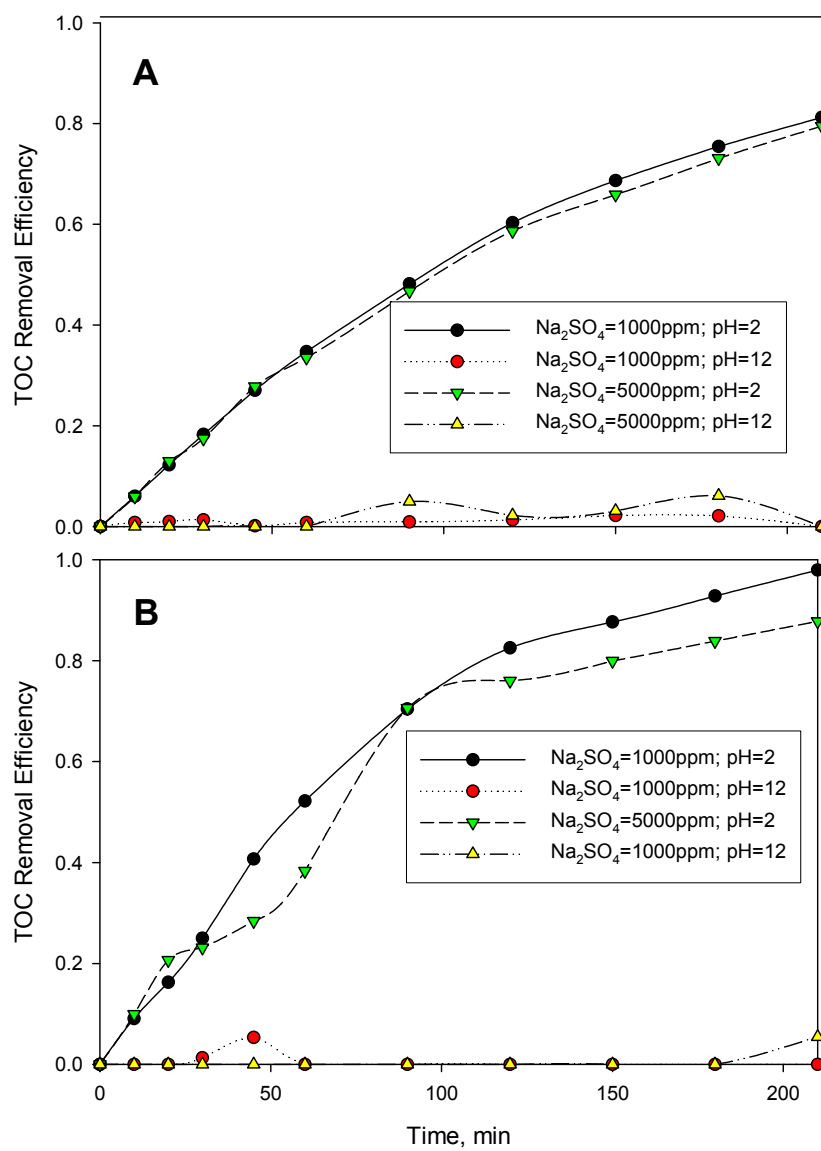 1.0
A
0.8
0.6
TOC Removal Efficiency
0.4
Na₂SO₄=1000ppm; pH=2
Na₂SO₄=1000ppm; pH=12
Na₂SO₄=5000ppm; pH=2
Na₂SO₄=5000ppm; pH=12
0.2
0.0
1.0
B
0.8
0.6
TOC Removal Efficiency
0.4
Na₂SO₄=1000ppm; pH=2
Na₂SO₄=1000ppm; pH=12
Na₂SO₄=5000ppm; pH=2
Na₂SO₄=1000ppm; pH=12
0.2
0.0
0 50 100 150 200
Time, min